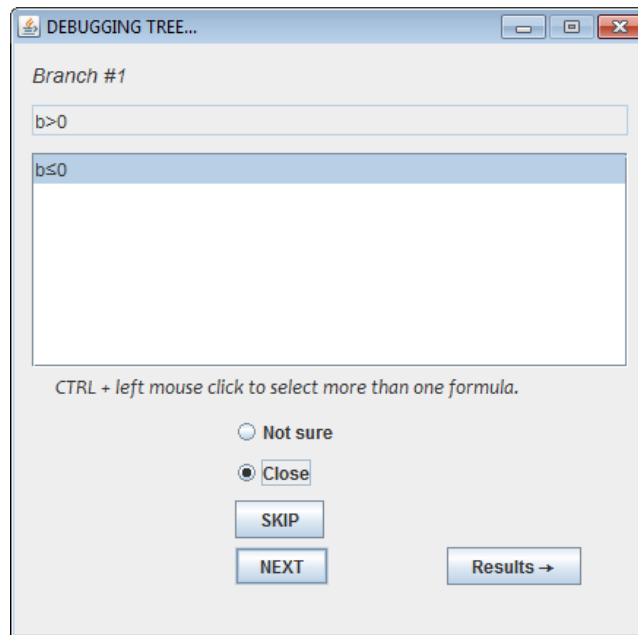 DEBUGGING TREE...
Branch #1
b>0
b≤0
CTRL + left mouse click to select more than one formula.
Not sure
Close
SKIP
NEXT
Results →